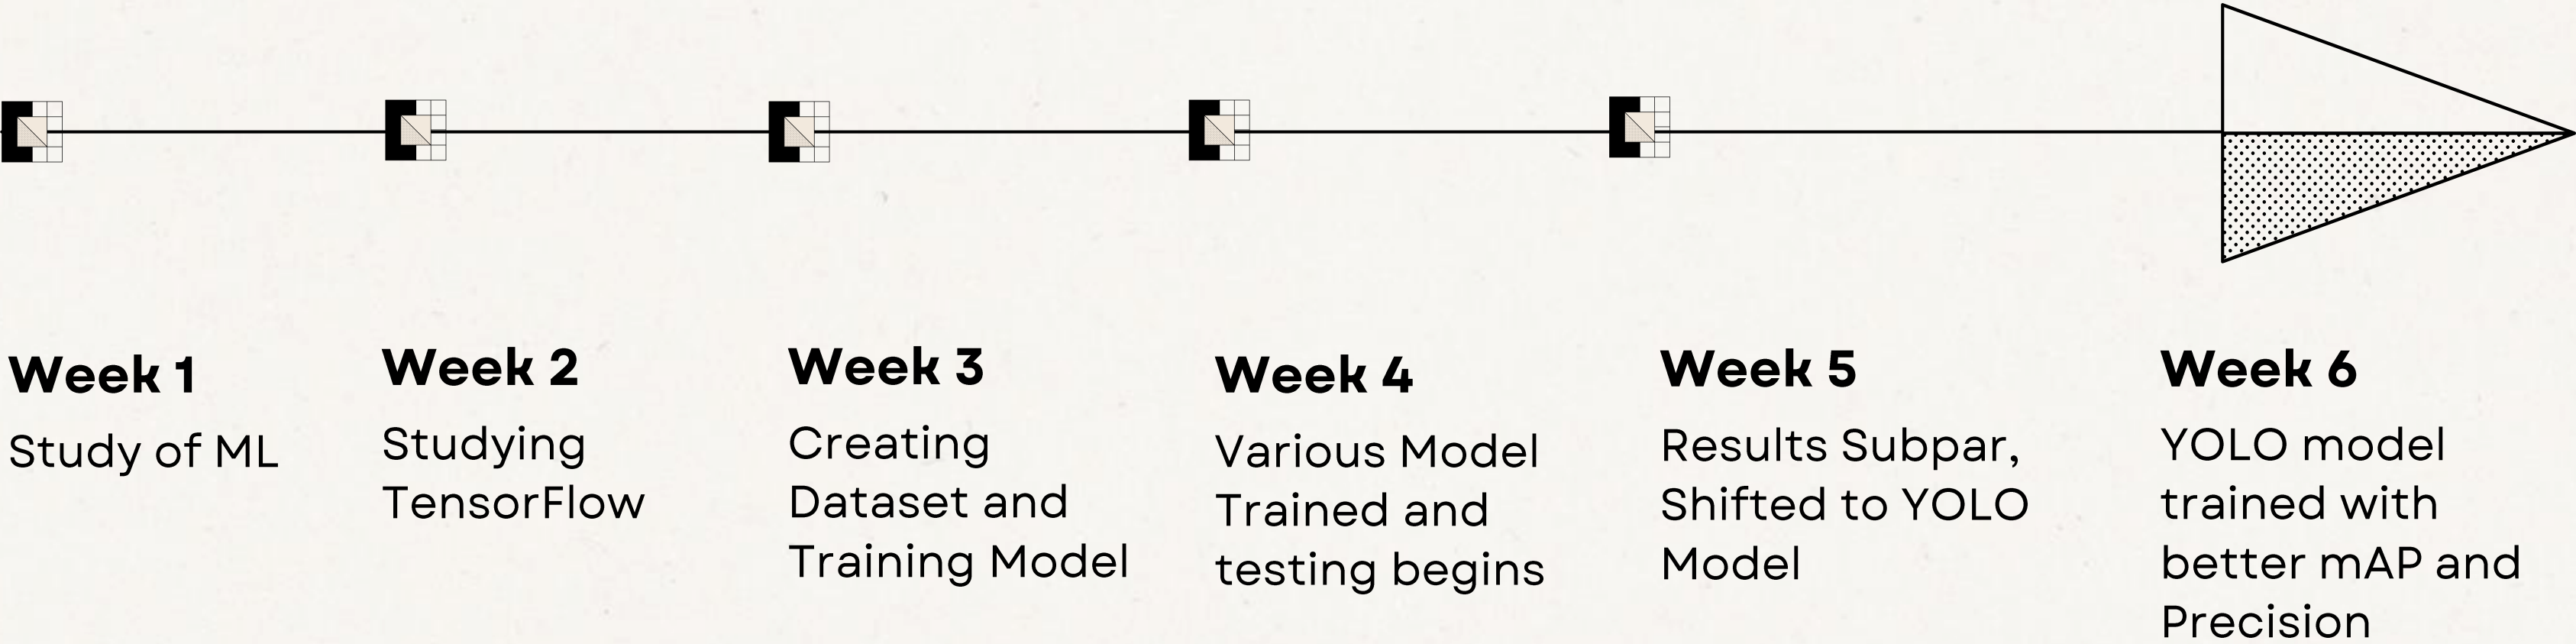 Week 1
Study of ML
Week 2
Studying
TensorFlow
Week 3
Creating
Dataset and
Training Model
Week 4
Various Model
Trained and
testing begins
Week 5
Results Subpar,
Shifted to YOLO
Model
Week 6
YOLO model
trained with
better mAP and
Precision